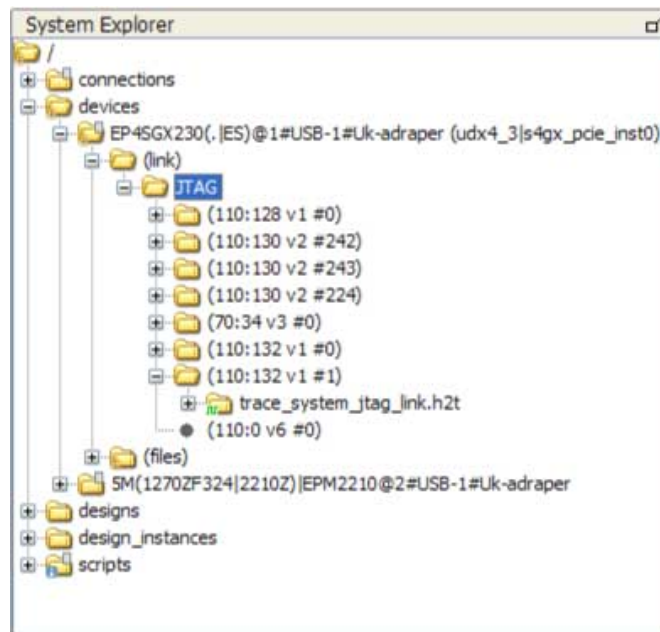 System Explorer
/
connections
devices
EP4SGX230(.|ES)@1#USB-1#Uk-adraper (udx4_3|s4gx_pcie_inst0)
(link)
JTAG
(110:128 v1 #0)
(110:130 v2 #242)
(110:130 v2 #243)
(110:130 v2 #224)
(70:34 v3 #0)
(110:132 v1 #0)
(110:132 v1 #1)
trace_system_jtag_link.h2t
(110:0 v6 #0)
(files)
5M(1270ZF324|2210Z)|EPM2210@2#USB-1#Uk-adraper
designs
design_instances
scripts